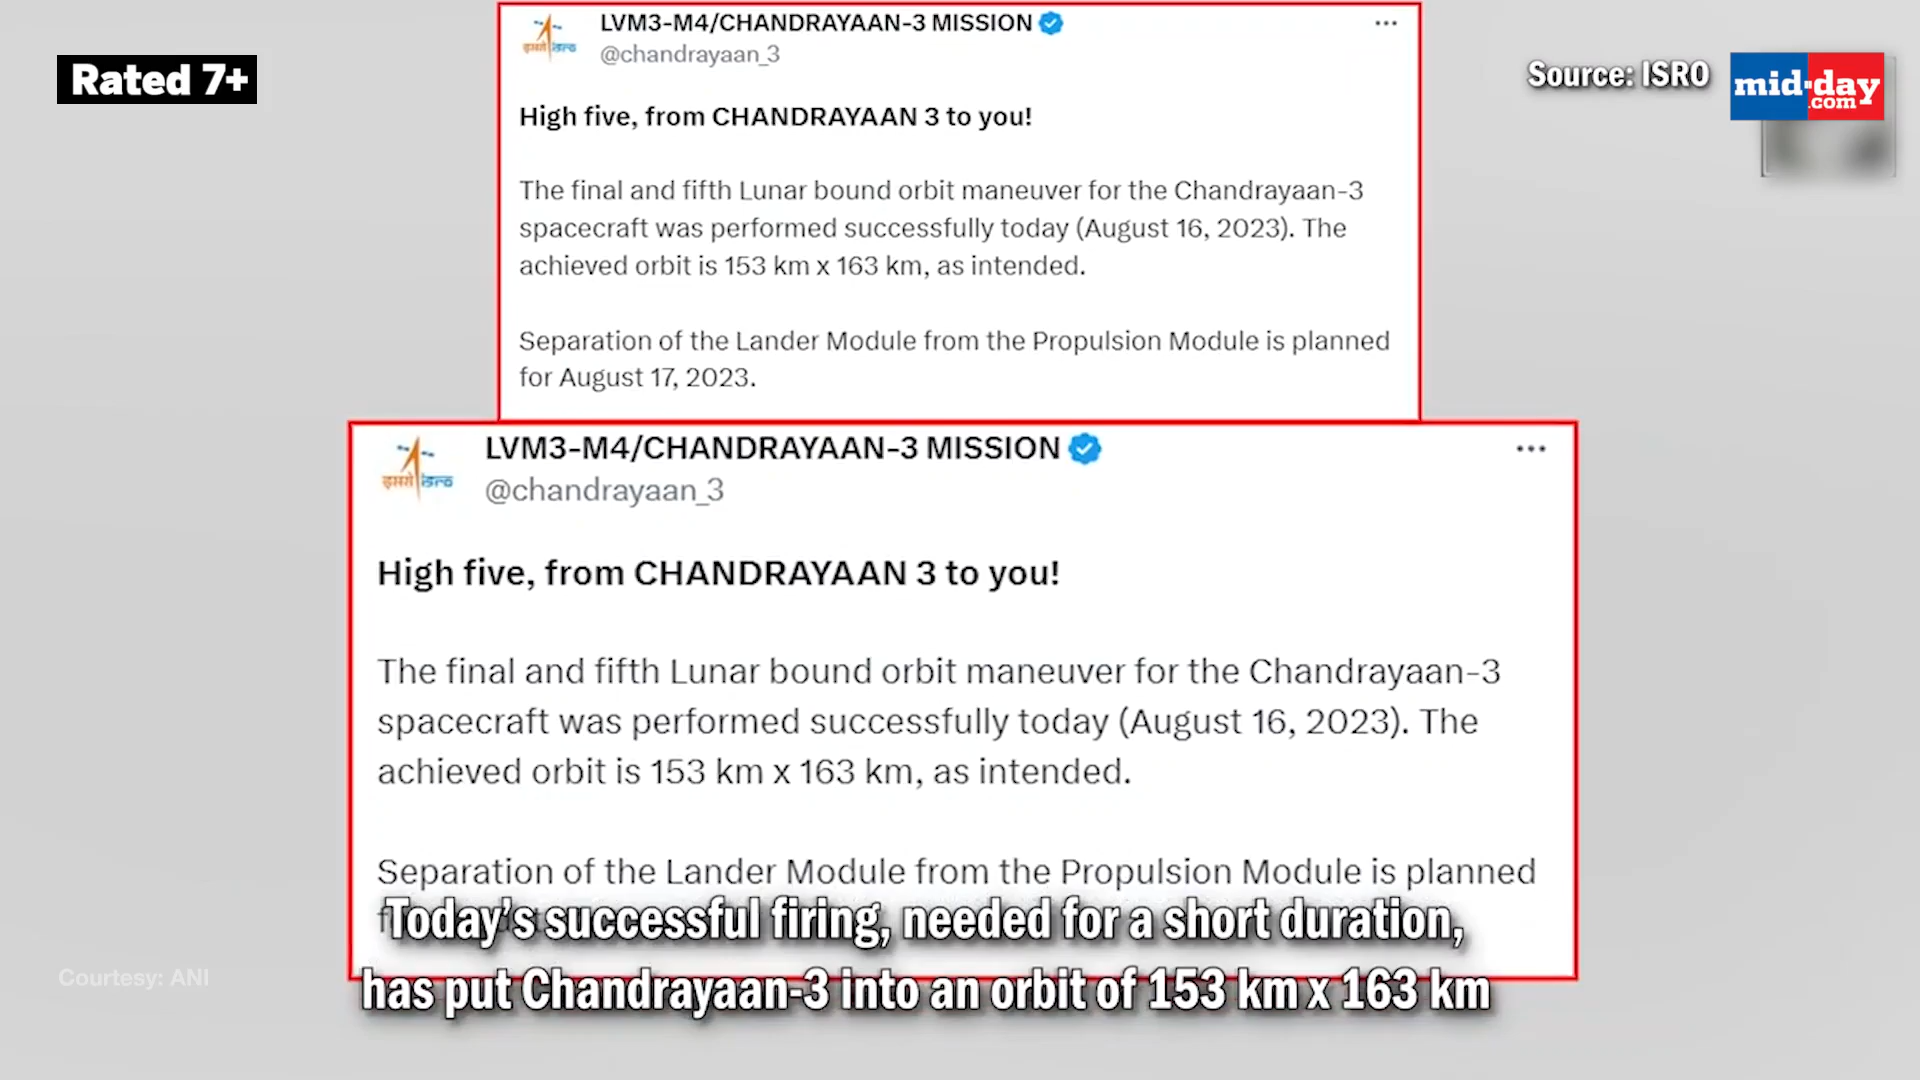 Rated 7+
Source: ISRO
mid-day
.com
LVM3-M4/CHANDRAYAAN-3 MISSION
@chandrayaan_3
इसरो isro
High five, from CHANDRAYAAN 3 to you!
The final and fifth Lunar bound orbit maneuver for the Chandrayaan-3
spacecraft was performed successfully today (August 16, 2023). The
achieved orbit is 153 km x 163 km, as intended.
Separation of the Lander Module from the Propulsion Module is planned
for August 17, 2023.
LVM3-M4/CHANDRAYAAN-3 MISSION
@chandrayaan_3
इसरो isro
High five, from CHANDRAYAAN 3 to you!
The final and fifth Lunar bound orbit maneuver for the Chandrayaan-3
spacecraft was performed successfully today (August 16, 2023). The
achieved orbit is 153 km x 163 km, as intended.
Separation of the Lander Module from the Propulsion Module is planned
Today's successful firing, needed for a short duration,
has put Chandrayaan-3 into an orbit of 153 km x 163 km
Courtesy: ANI